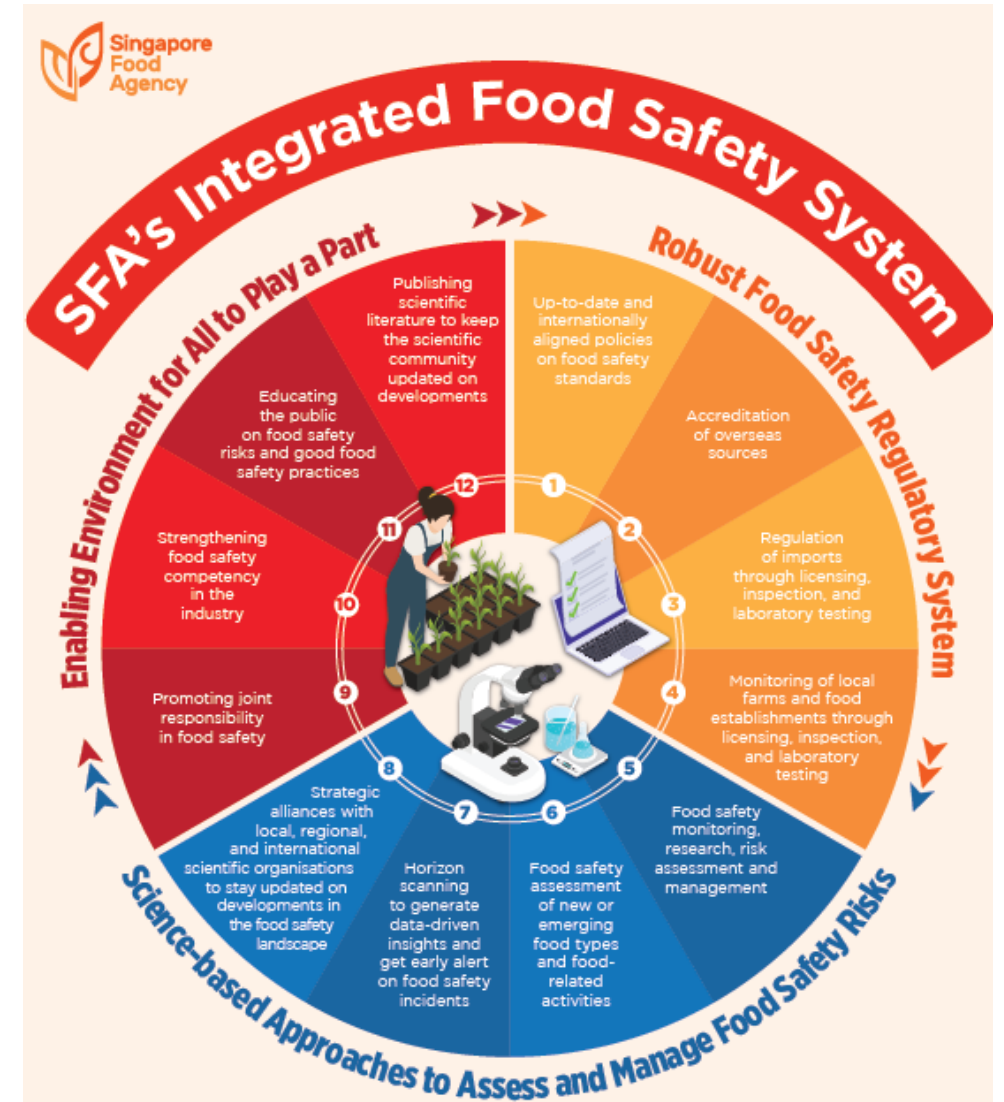 Singapore
Food
Agency
SFA's Integrated Food Safety System
Enabling Environment for All to Play a Part
Robust Food Safety Regulatory System
Science-based Approaches to Assess and Manage Food Safety Risks
1
Up-to-date and
internationally
aligned policies
on food safety
standards
2
Accreditation
of overseas
sources
3
Regulation
of imports
through licensing,
inspection, and
laboratory testing
4
Monitoring of local
farms and food
establishments through
licensing, inspection,
and laboratory
testing
5
Food safety
monitoring,
research, risk
assessment and
management
6
Food safety
assessment
of new or
emerging
food types
and food-
related
activities
7
Horizon
scanning
to generate
data-driven
insights and
get early alert
on food safety
incidents
8
Strategic
alliances with
local, regional,
and international
scientific organisations
to stay updated on
developments in
the food safety
landscape
9
Promoting joint
responsibility
in food safety
10
Strengthening
food safety
competency
in the
industry
11
Educating
the public
on food safety
risks and good food
safety practices
12
Publishing
scientific
literature to keep
the scientific
community
updated on
developments